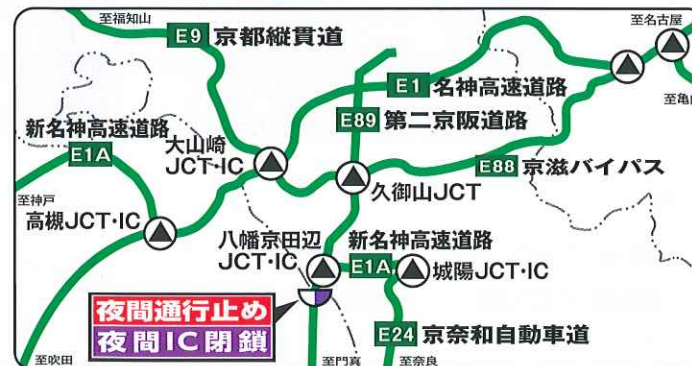 至福知山
E9 京都縦貫道
至名古屋
E1 名神高速道路
至亀山
新名神高速道路
E1A
E89 第二京阪道路
大山崎
JCT・IC
E88 京滋バイパス
久御山JCT
至神戸
高槻JCT・IC
八幡京田辺
JCT・IC
新名神高速道路
E1A
城陽JCT・IC
夜間通行止め
夜間IC閉鎖
E24 京奈和自動車道
至吹田
至門真
至奈良